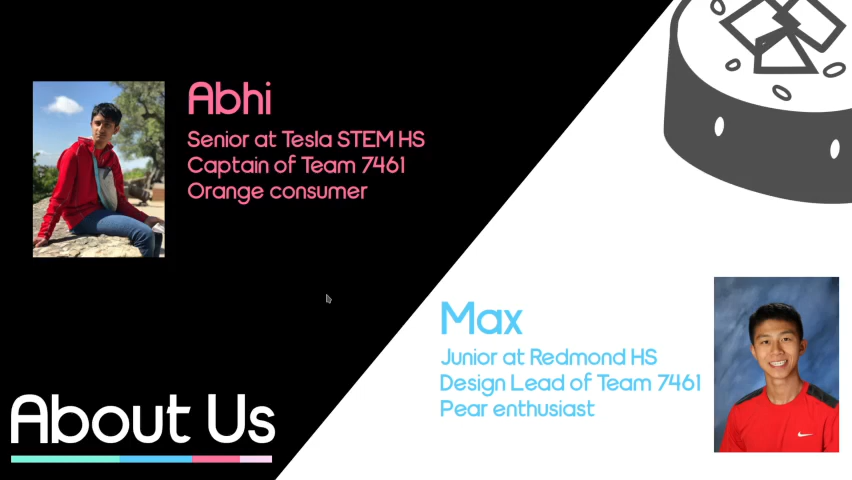 Abhi
Senior at Tesla STEM HS
Captain of Team 7461
Orange consumer
Max
Junior at Redmond HS
Design Lead of Team 7461
Pear enthusiast
About Us